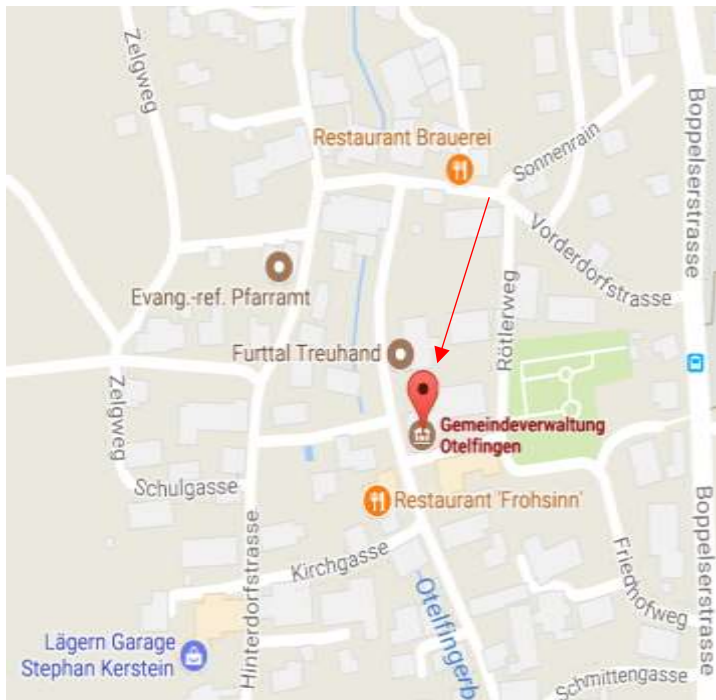 Zelgweg
Boppelserstrasse
Restaurant Brauerei
Sonnenrain
Vorderdorfstrasse
Evang.-ref. Pfarramt
Rötlerweg
Furttal Treuhand
Zelgweg
Gemeindeverwaltung
Otelfingen
Schulgasse
Restaurant 'Frohsinn'
Boppelserstrasse
Hinterdorfstrasse
Kirchgasse
Friedhofweg
Otelfingerb
Lägern Garage
Stephan Kerstein
Schmittengasse